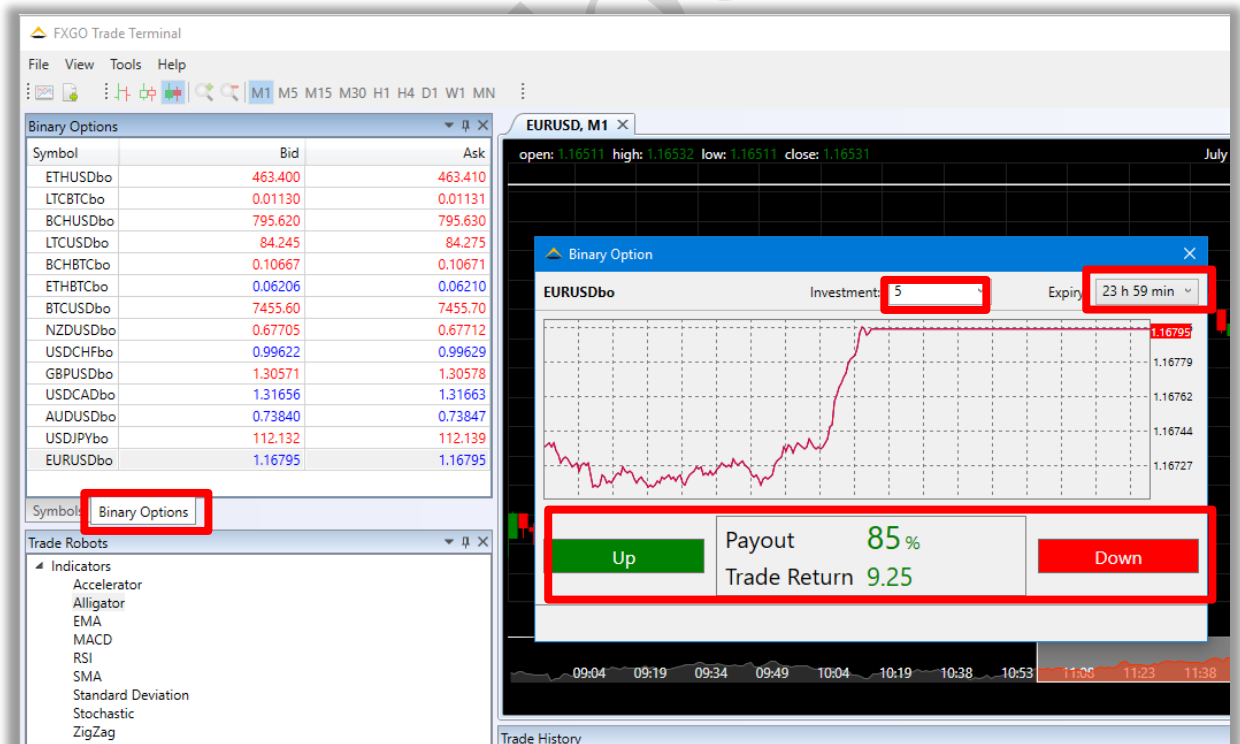 FXGO Trade Terminal
File View Tools Help
M1 M5 M15 M30 H1 H4 D1 W1 MN
Binary Options
Symbol Bid Ask
ETHUSDbo 463.400 463.410
LTCBTCbo 0.01130 0.01131
BCHUSDbo 795.620 795.630
LTCUSDbo 84.245 84.275
BCHBTCbo 0.10667 0.10671
ETHBTCbo 0.06206 0.06210
BTCUSDbo 7455.60 7455.70
NZDUSDbo 0.67705 0.67712
USDCHFbo 0.99622 0.99629
GBPUSDbo 1.30571 1.30578
USDCADbo 1.31656 1.31663
AUDUSDbo 0.73840 0.73847
USDJPYbo 112.132 112.139
EURUSDbo 1.16795 1.16795
Symbols Binary Options
Trade Robots
Indicators
Accelerator
Alligator
EMA
MACD
RSI
SMA
Standard Deviation
Stochastic
ZigZag
EURUSD, M1
open: 1.16511 high: 1.16532 low: 1.16511 close: 1.16531 July
Binary Option
EURUSDbo Investment: 5 Expiry 23 h 59 min
1.16795
1.16779
1.16762
1.16744
1.16727
Up Payout 85 % Down
Trade Return 9.25
09:04 09:19 09:34 09:49 10:04 10:19 10:38 10:53 11:08 11:23 11:38
Trade History